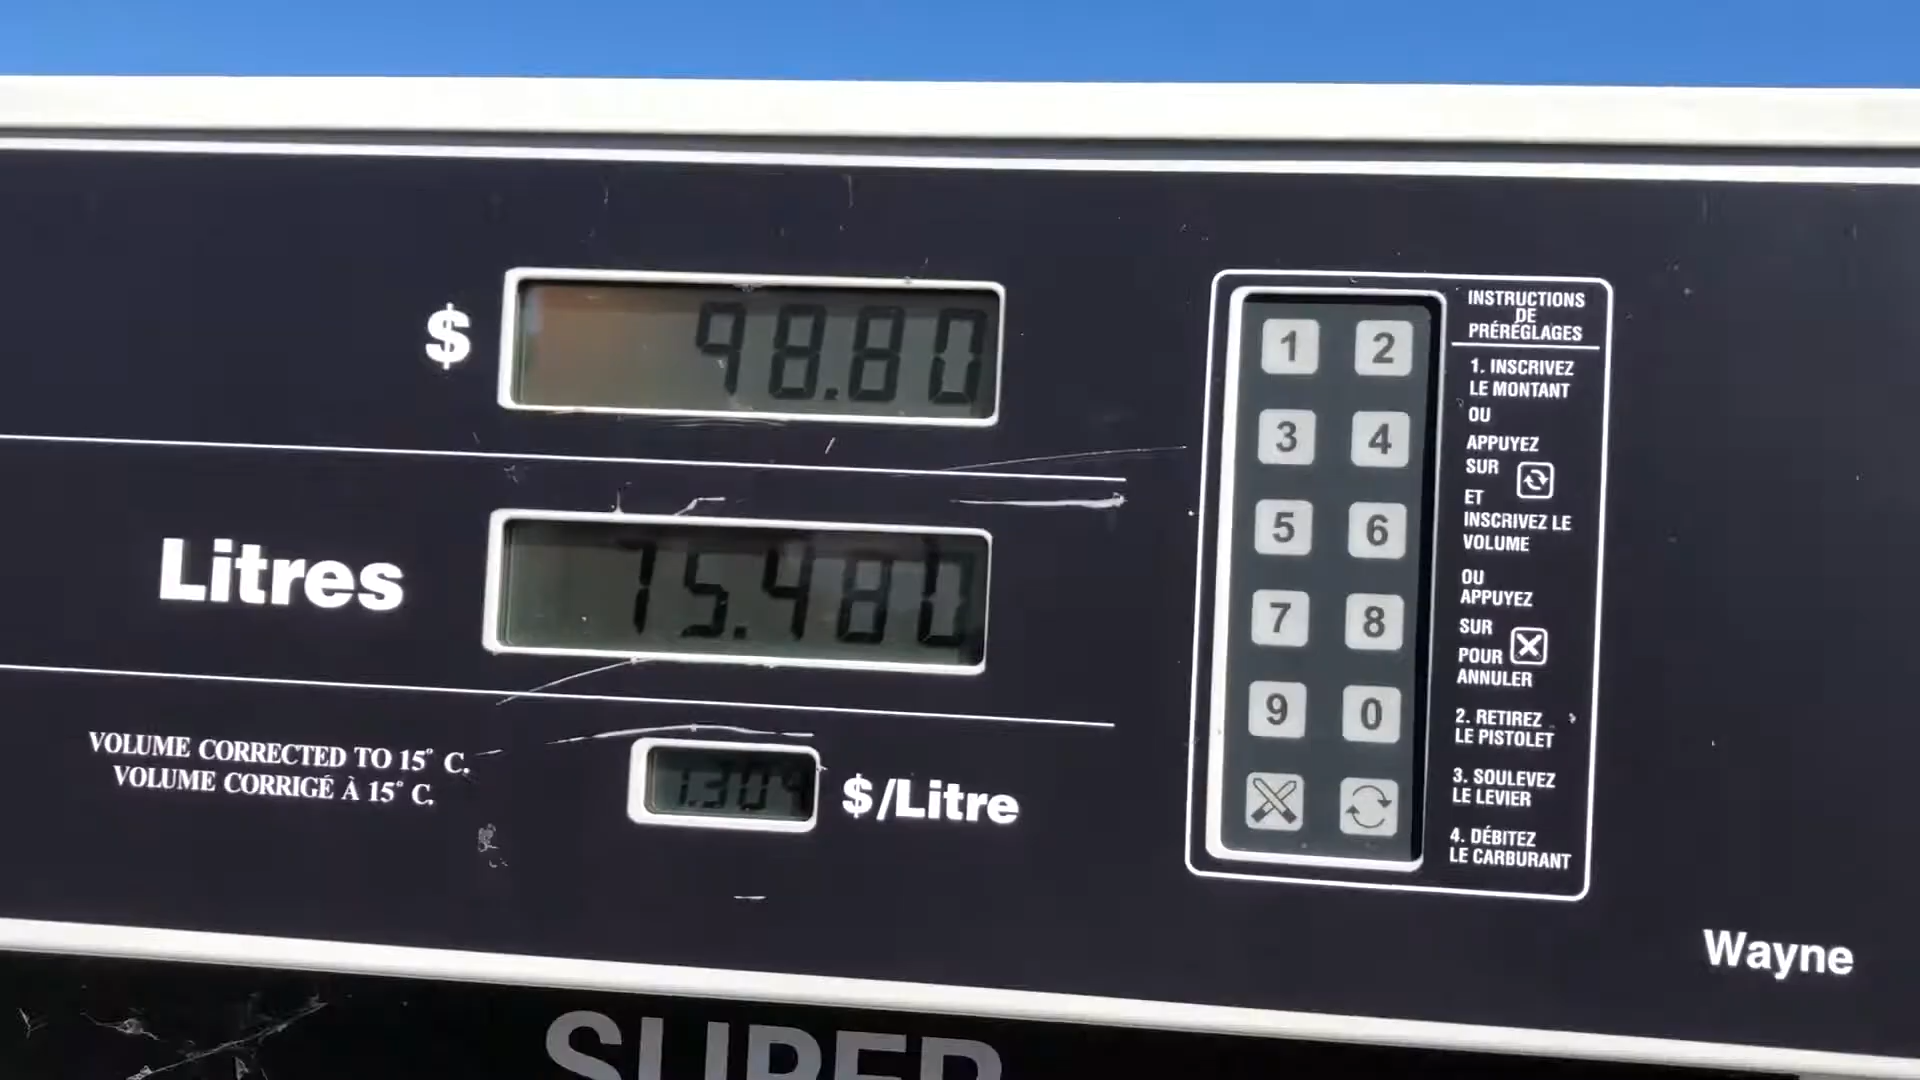 $ 98.80
Litres 75.480
VOLUME CORRECTED TO 15° C.
VOLUME CORRIGÉ À 15° C.
1.309 $/Litre
1 2
3 4
5 6
7 8
9 0
INSTRUCTIONS
DE
PRÉRÉGLAGES
1. INSCRIVEZ
LE MONTANT
OU
APPUYEZ
SUR
ET
INSCRIVEZ LE
VOLUME
OU
APPUYEZ
SUR
POUR
ANNULER
2. RETIREZ
LE PISTOLET
3. SOULEVEZ
LE LEVIER
4. DÉBITEZ
LE CARBURANT
Wayne
SUPER